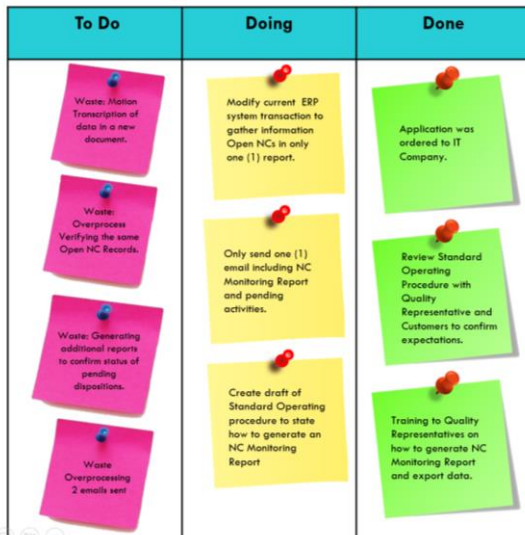 To Do
Doing
Done
Waste: Motion
Transcription of
data in a new
document.
Waste:
Overprocess
Verifying the same
Open NC Records.
Waste: Generating
additional reports
to confirm status of
pending
dispositions.
Waste
Overprocessing
2 emails sent
Modify current ERP
system transaction to
gather information
Open NCs in only
one (1) report.
Only send one (1)
email including NC
Monitoring Report
and pending
activities.
Create draft of
Standard Operating
procedure to state
how to generate an
NC Monitoring
Report
Application was
ordered to IT
Company.
Review Standard
Operating
Procedure with
Quality
Representative and
Customers to confirm
expectations.
Training to Quality
Representatives on
how to generate NC
Monitoring Report
and export data.